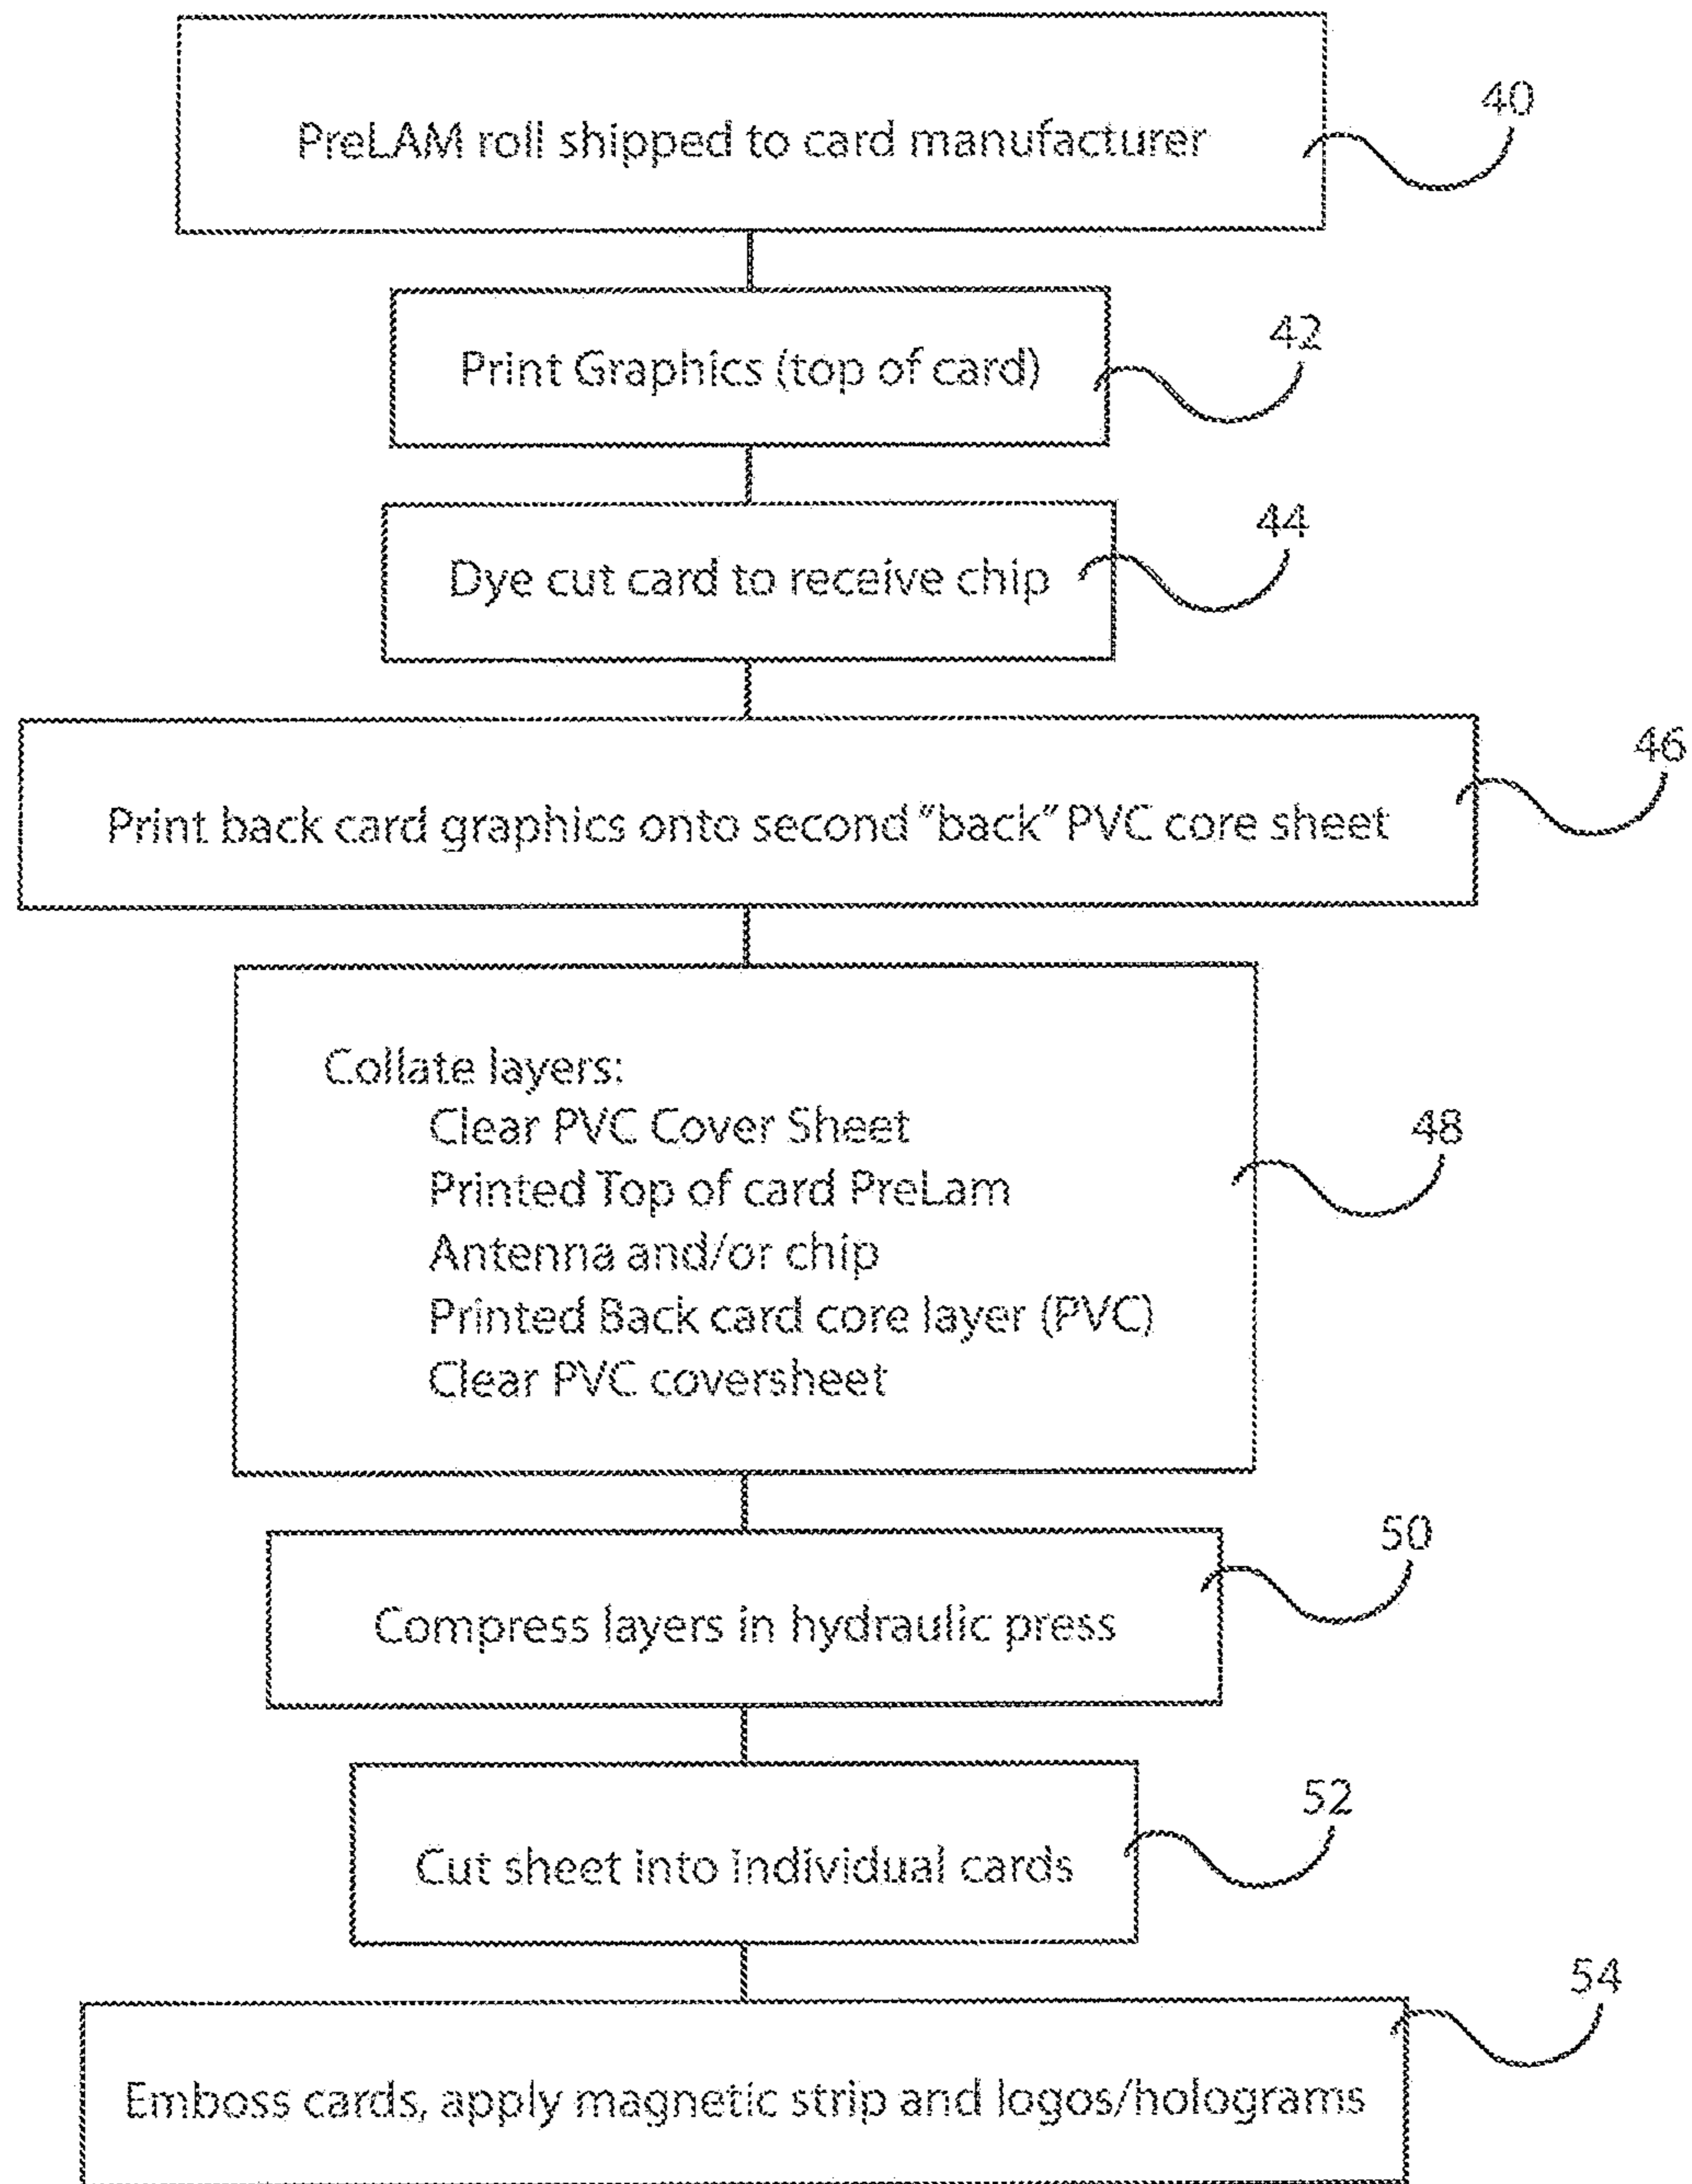 PreLAM roll shipped to card manufacturer
40
Print Graphics (top of card)
42
Dye cut card to receive chip
44
Print back card graphics onto second "back" PVC core sheet
46
Collate layers:
Clear PVC Cover Sheet
Printed Top of card PreLam
Antenna and/or chip
Printed Back card core layer (PVC)
Clear PVC coversheet
48
Compress layers in hydraulic press
50
Cut sheet into individual cards
52
Emboss cards, apply magnetic strip and logos/holograms
54